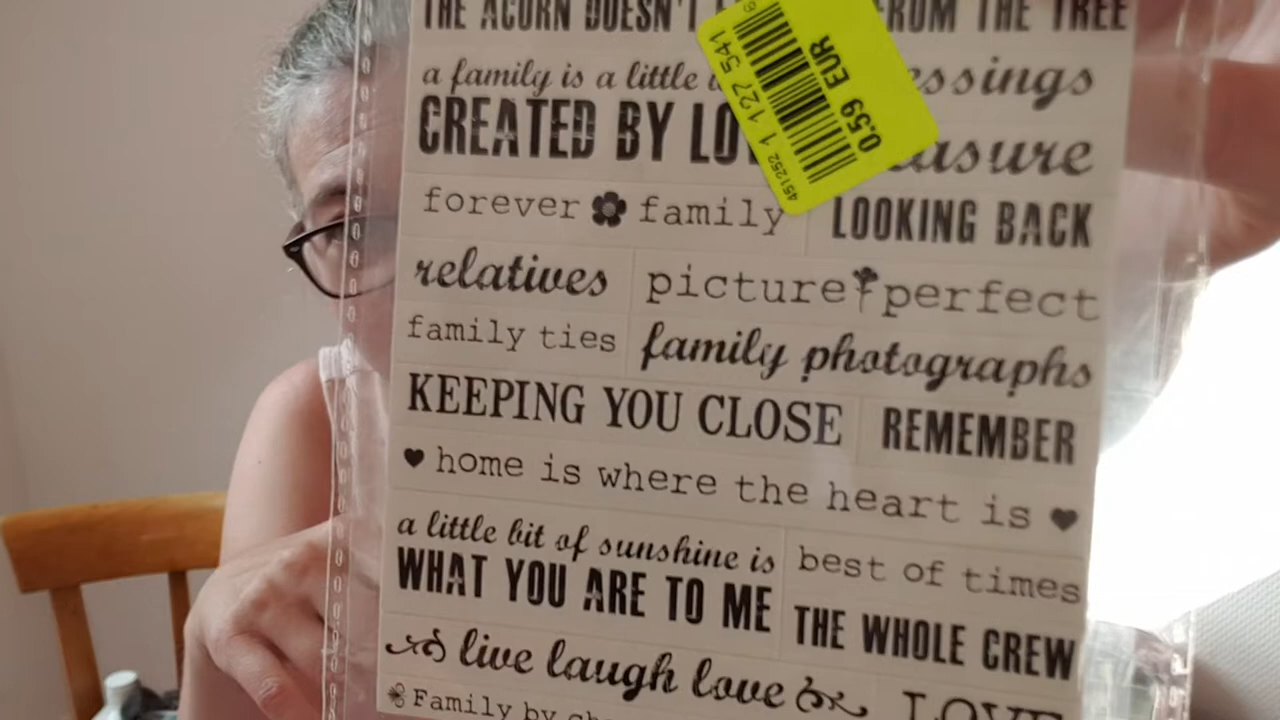 THE ACORN DOESN'T FROM THE TREE
a family is a little
CREATED BY
forever family
LOOKING BACK
relatives
picture perfect
family ties
family photographs
KEEPING YOU CLOSE
REMEMBER
home is where the heart is
a little bit of sunshine is
WHAT YOU ARE TO ME
best of times
THE WHOLE CREW
live laugh love
LOVE
Family by
0.59 EUR
451252 1 127 541